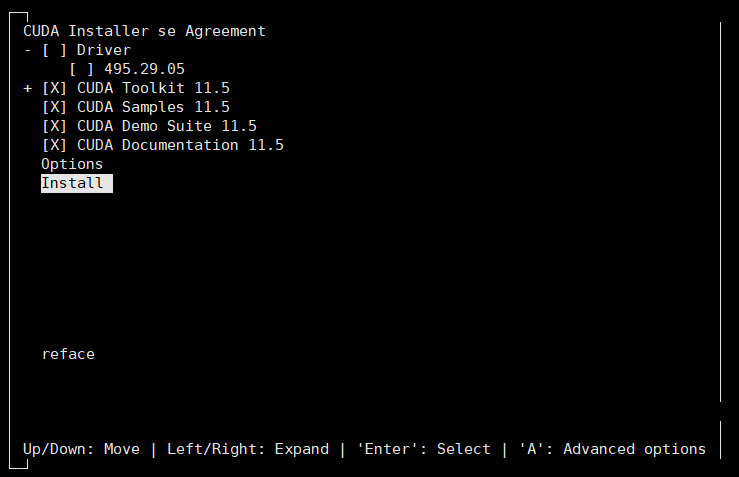 CUDA Installer se Agreement
- [ ] Driver
[ ] 495.29.05
+ [X] CUDA Toolkit 11.5
[X] CUDA Samples 11.5
[X] CUDA Demo Suite 11.5
[X] CUDA Documentation 11.5
Options
Install
reface
Up/Down: Move | Left/Right: Expand | 'Enter': Select | 'A': Advanced options